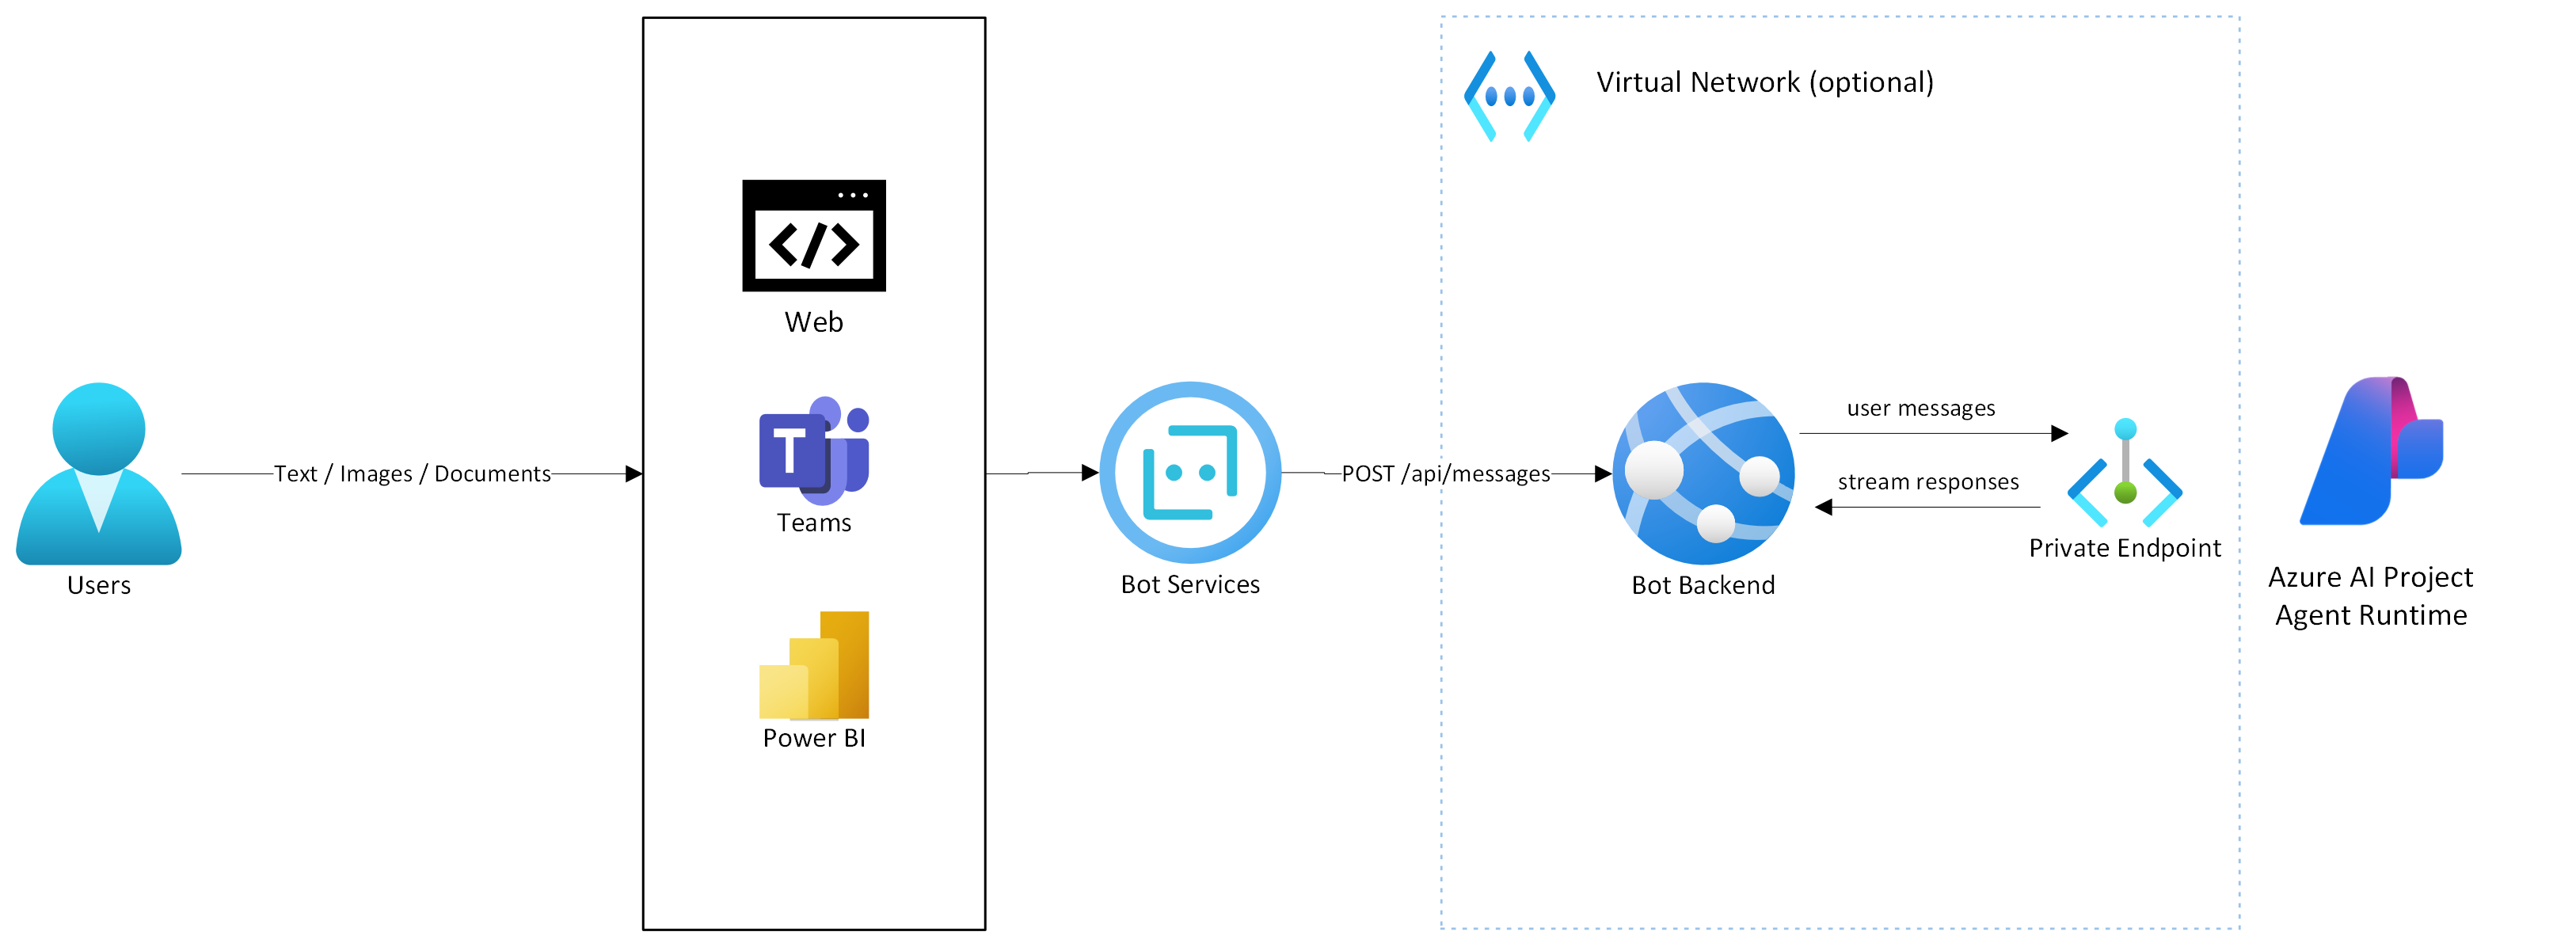 Virtual Network (optional)
</>
Web
T
Teams
Power BI
Users
Text / Images / Documents
Bot Services
POST /api/messages
Bot Backend
user messages
stream responses
Private Endpoint
Azure AI Project
Agent Runtime